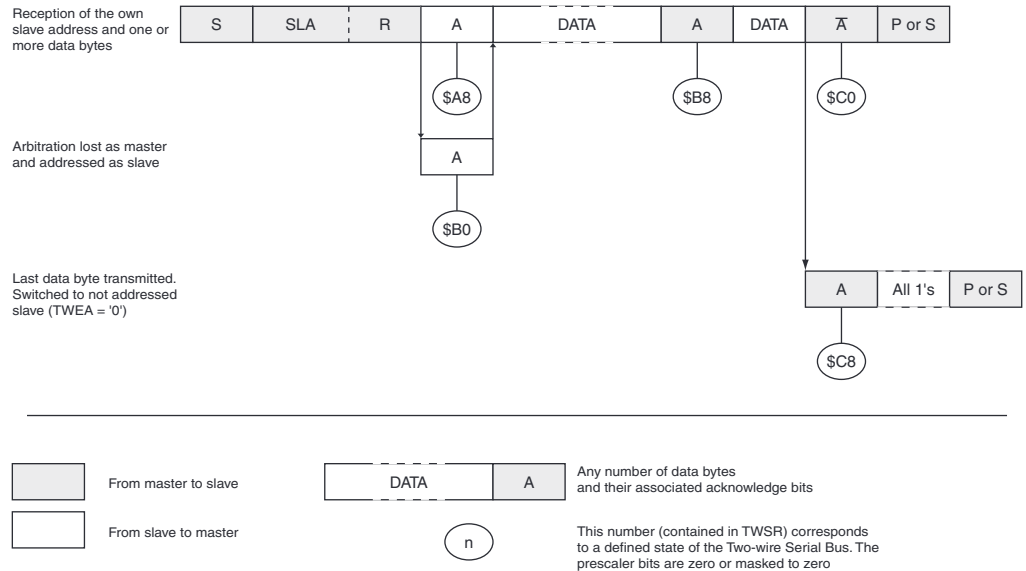 Reception of the own
slave address and one or
more data bytes
S SLA R A DATA A DATA A̅ P or S
$A8 $B8 $C0
Arbitration lost as master
and addressed as slave
A
$B0
Last data byte transmitted.
Switched to not addressed
slave (TWEA = '0')
A All 1's P or S
$C8
From master to slave
DATA A
Any number of data bytes
and their associated acknowledge bits
From slave to master
n
This number (contained in TWSR) corresponds
to a defined state of the Two-wire Serial Bus. The
prescaler bits are zero or masked to zero